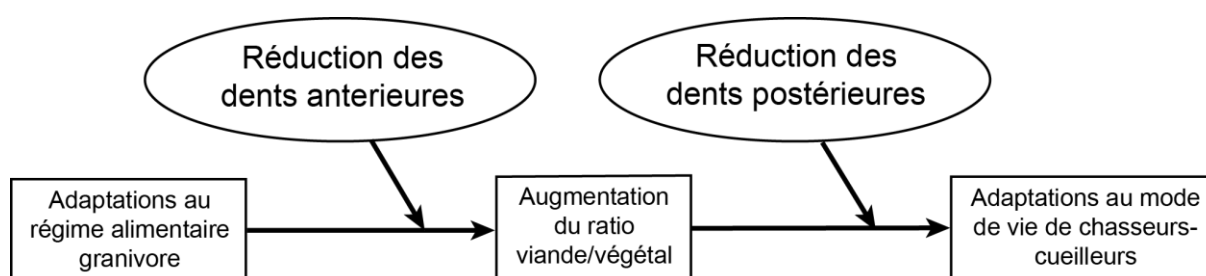 Réduction des
dents anterieures
Réduction des
dents postérieures
Adaptations au
régime alimentaire
granivore
Augmentation
du ratio
viande/végétal
Adaptations au mode
de vie de chasseurs-
cueilleurs